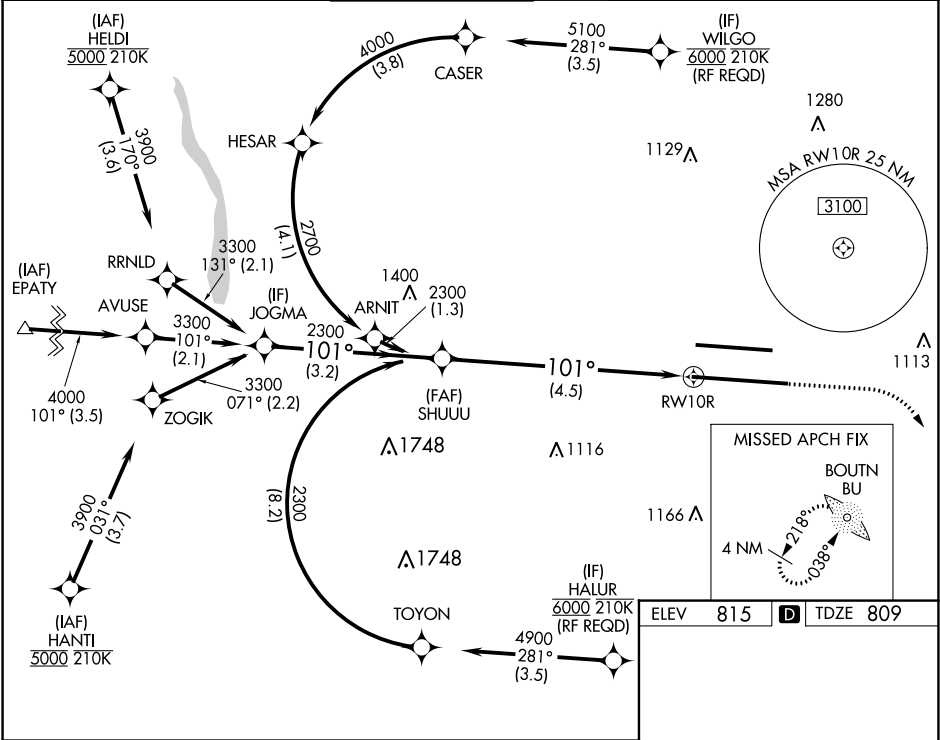 (IAF)
HELDI
5000 210K
3900
170°
(3.6)
4000
(3.8)
CASER
5100
281°
(3.5)
(IF)
WILGO
6000 210K
(RF REQD)
1280
1129
HESAR
MSA RW10R 25 NM
3100
2700
(4.1)
RRNLD
3300
131° (2.1)
(IAF)
EPATY
AVUSE
3300
101°
(2.1)
(IF)
JOGMA
2300
101°
(3.2)
ARNIT
1400
2300
(1.3)
4000
101° (3.5)
ZOGIK
3300
071° (2.2)
(FAF)
SHUUU
101°
(4.5)
RW10R
1113
1748
1116
MISSED APCH FIX
BOUTN
BU
218°
038°
4 NM
3900
031°
(3.7)
2300
(8.2)
1166
1748
(IAF)
HANTI
5000 210K
TOYON
4900
281°
(3.5)
(IF)
HALUR
6000 210K
(RF REQD)
ELEV 815 D TDZE 809